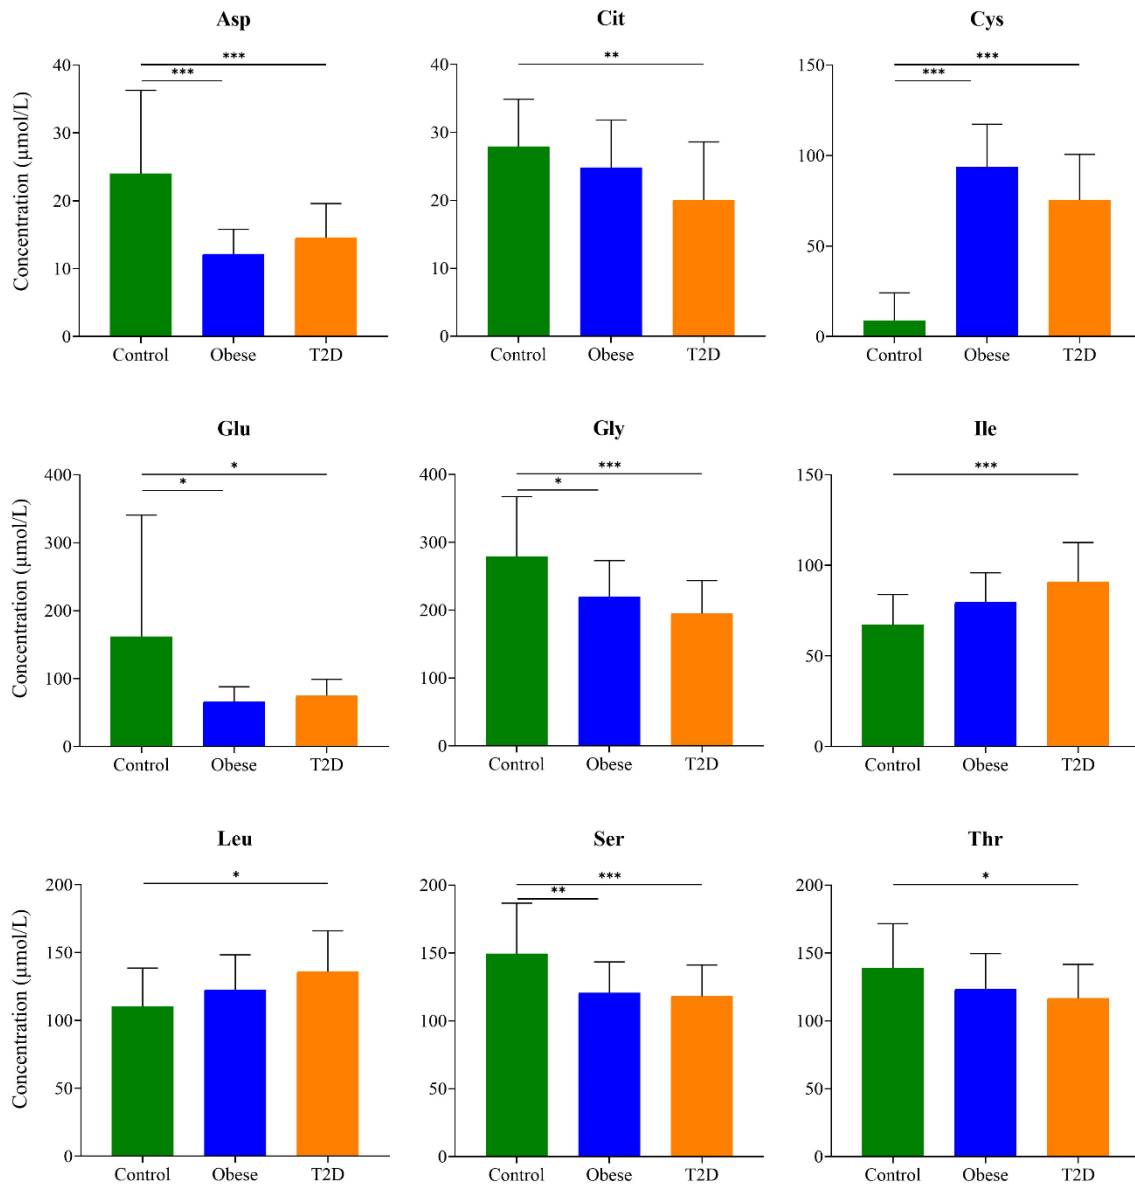 Asp Cit Cys
*** ** ***
*** ***
Concentration (µmol/L)
40 40 150
30 30 100
20 20 50
10 10 0
0 0
Control Obese T2D Control Obese T2D Control Obese T2D
Glu Gly Ile
* *** ***
* *
Concentration (µmol/L)
400 400 150
300 300 100
200 200 50
100 100 0
0 0
Control Obese T2D Control Obese T2D Control Obese T2D
Leu Ser Thr
* *** *
**
Concentration (µmol/L)
200 200 200
150 150 150
100 100 100
50 50 50
0 0 0
Control Obese T2D Control Obese T2D Control Obese T2D